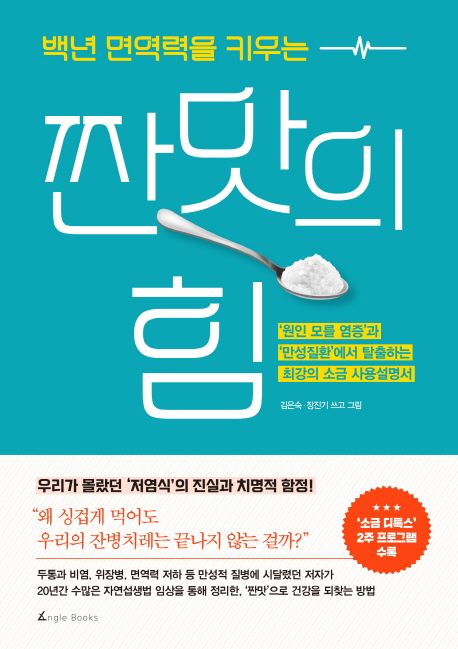 백년 면역력을 키우는
짠맛의
힘
'원인 모를 염증'과
'만성질환'에서 탈출하는
최강의 소금 사용설명서
김은숙·장진기 쓰고 그림
우리가 몰랐던 '저염식'의 진실과 치명적 함정!
"왜 싱겁게 먹어도
우리의 잔병치레는 끝나지 않는 걸까?"
★★★
'소금 디톡스'
2주 프로그램
수록
두통과 비염, 위장병, 면역력 저하 등 만성적 질병에 시달렸던 저자가
20년간 수많은 자연섭생법 임상을 통해 정리한, '짠맛'으로 건강을 되찾는 방법
Angle Books